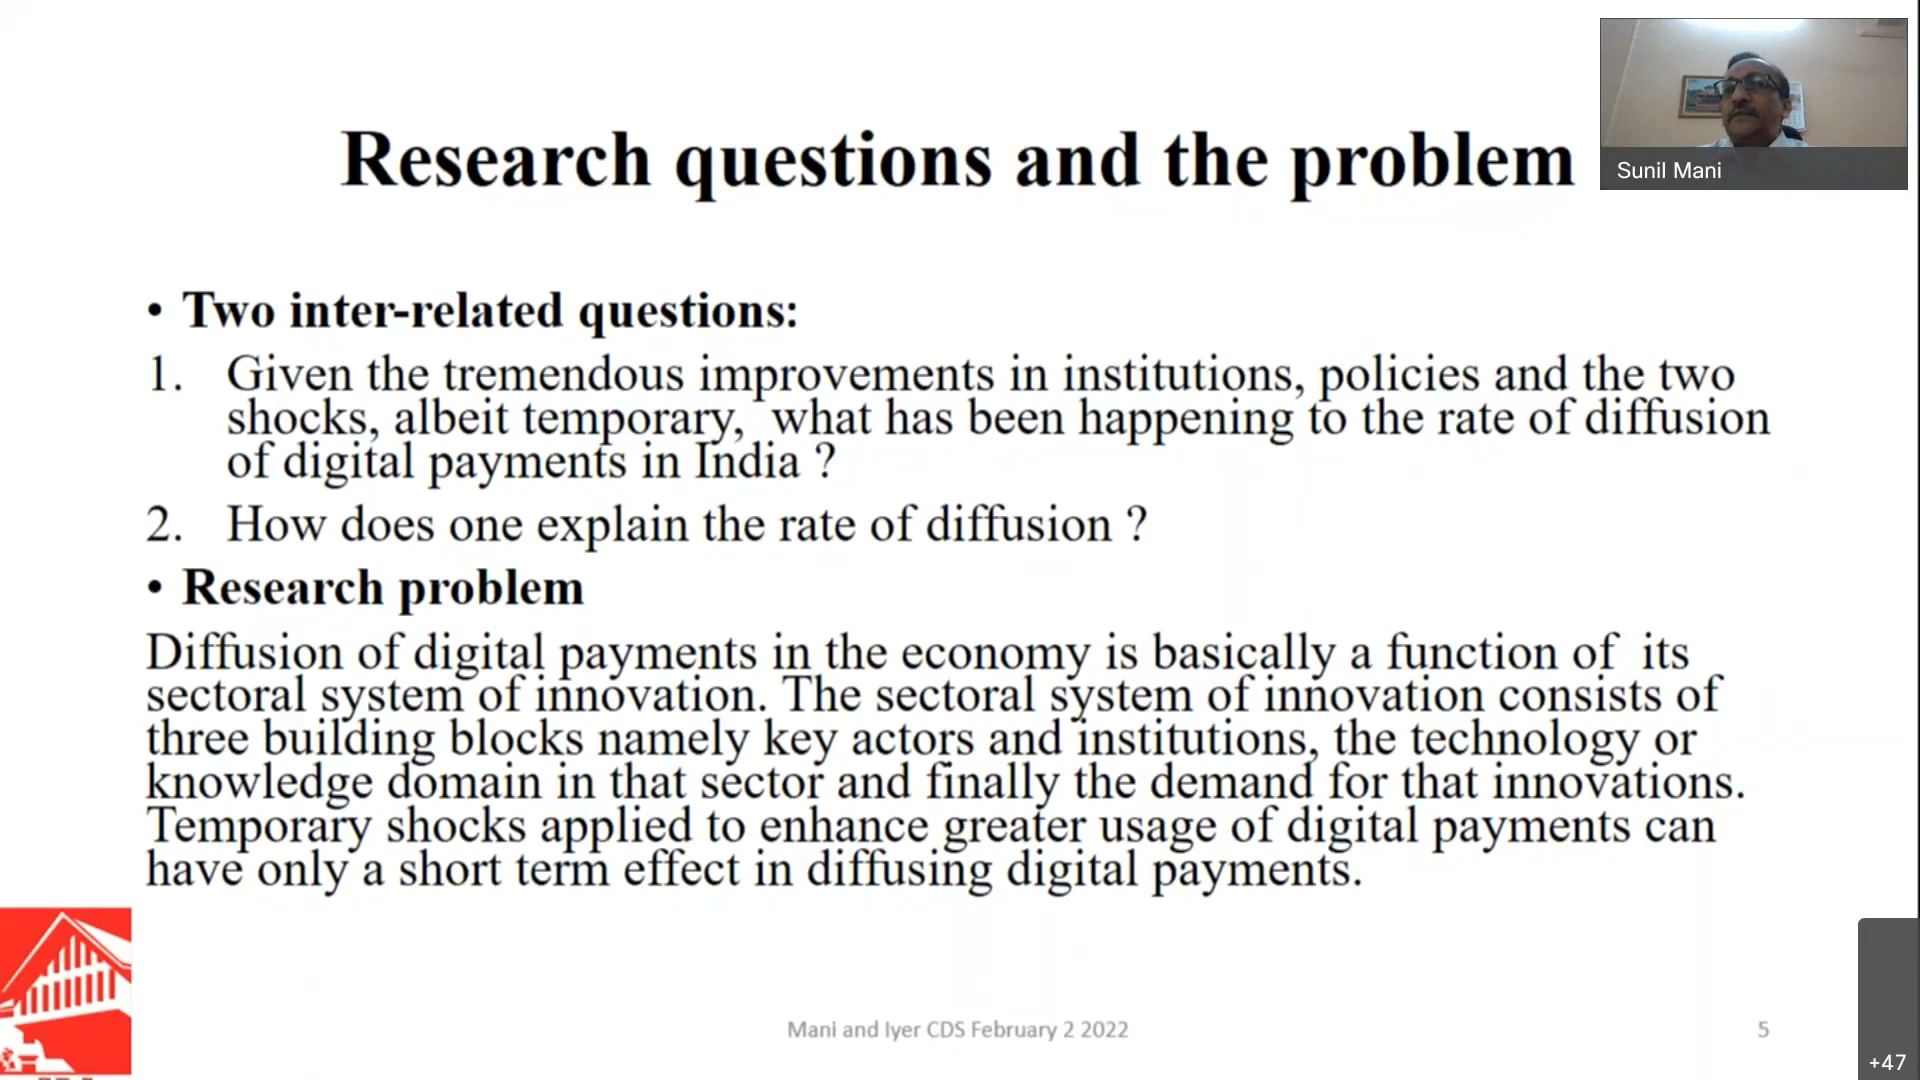 Research questions and the problem
Sunil Mani
• Two inter-related questions:
1. Given the tremendous improvements in institutions, policies and the two
shocks, albeit temporary, what has been happening to the rate of diffusion
of digital payments in India ?
2. How does one explain the rate of diffusion ?
• Research problem
Diffusion of digital payments in the economy is basically a function of its
sectoral system of innovation. The sectoral system of innovation consists of
three building blocks namely key actors and institutions, the technology or
knowledge domain in that sector and finally the demand for that innovations.
Temporary shocks applied to enhance greater usage of digital payments can
have only a short term effect in diffusing digital payments.
Mani and Iyer CDS February 2 2022
5
+47